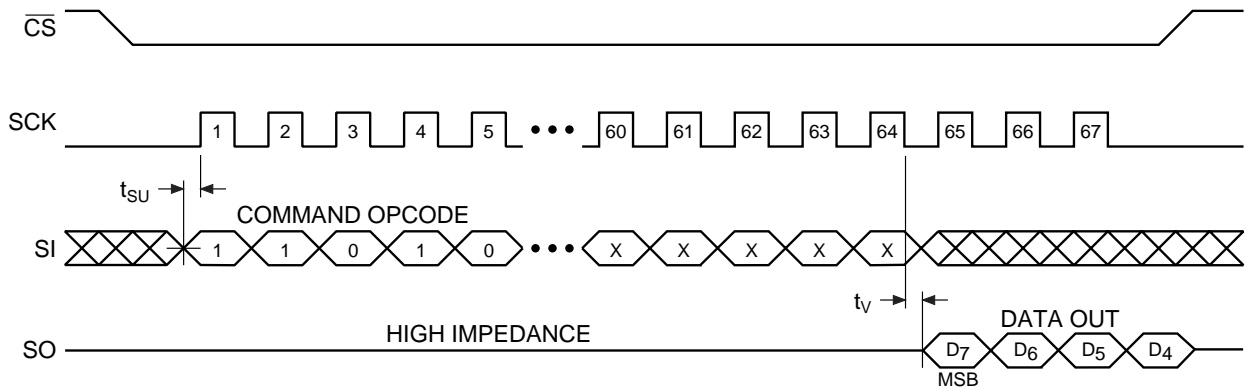 CS
SCK 1 2 3 4 5 ••• 60 61 62 63 64 65 66 67
tSU
COMMAND OPCODE
SI 1 1 0 1 0 ••• X X X X X
tV
HIGH IMPEDANCE DATA OUT
SO D7 D6 D5 D4
MSB